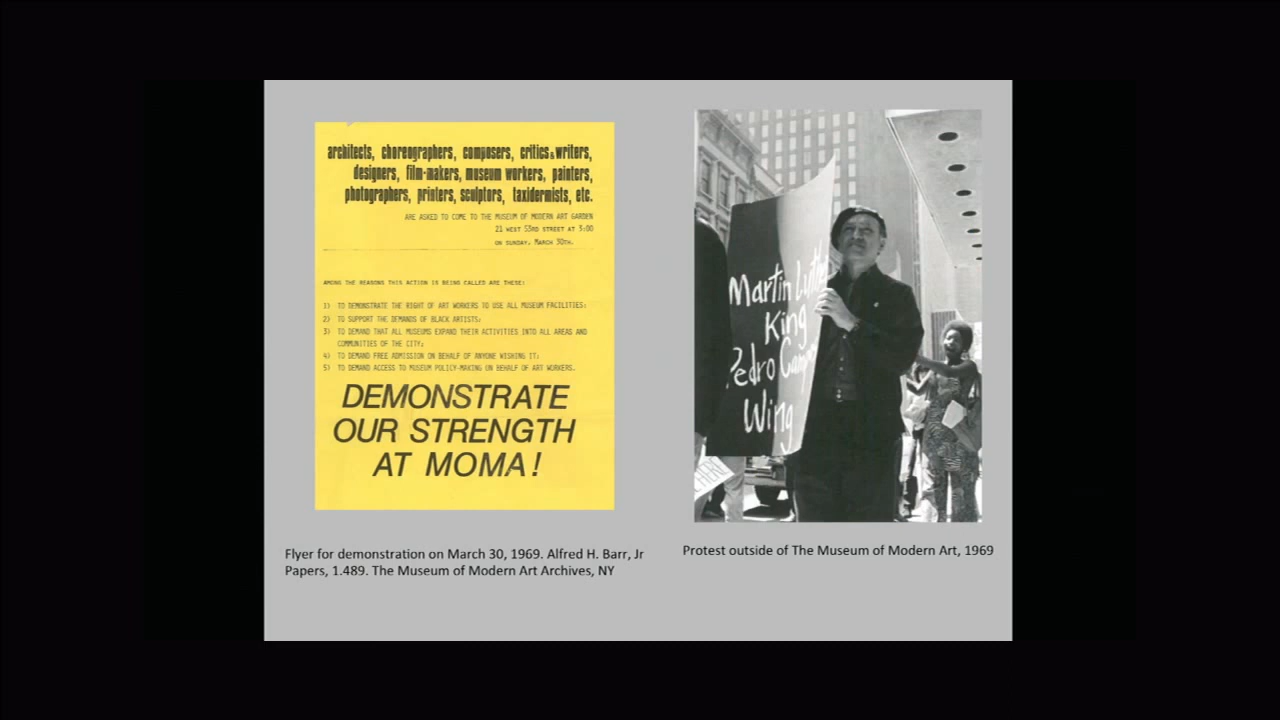 architects, choreographers, composers, critics & writers,
designers, film-makers, museum workers, painters,
photographers, printers, sculptors, taxidermists, etc.
ARE ASKED TO COME TO THE MUSEUM OF MODERN ART GARDEN
21 WEST 53RD STREET AT 3:00
ON SUNDAY, MARCH 30TH.
AMONG THE REASONS THIS ACTION IS BEING CALLED ARE THESE:
1) TO DEMONSTRATE THE RIGHT OF ART WORKERS TO USE ALL MUSEUM FACILITIES;
2) TO SUPPORT THE DEMANDS OF BLACK ARTISTS;
3) TO DEMAND THAT ALL MUSEUMS EXPAND THEIR ACTIVITIES INTO ALL AREAS AND
COMMUNITIES OF THE CITY;
4) TO DEMAND FREE ADMISSION ON BEHALF OF ANYONE WISHING IT;
5) TO DEMAND ACCESS TO MUSEUM POLICY-MAKING ON BEHALF OF ART WORKERS.
DEMONSTRATE
OUR STRENGTH
AT MOMA!
Flyer for demonstration on March 30, 1969. Alfred H. Barr, Jr
Papers, 1.489. The Museum of Modern Art Archives, NY
Martin Luthe
King
Pedro Camp
Wing
Protest outside of The Museum of Modern Art, 1969